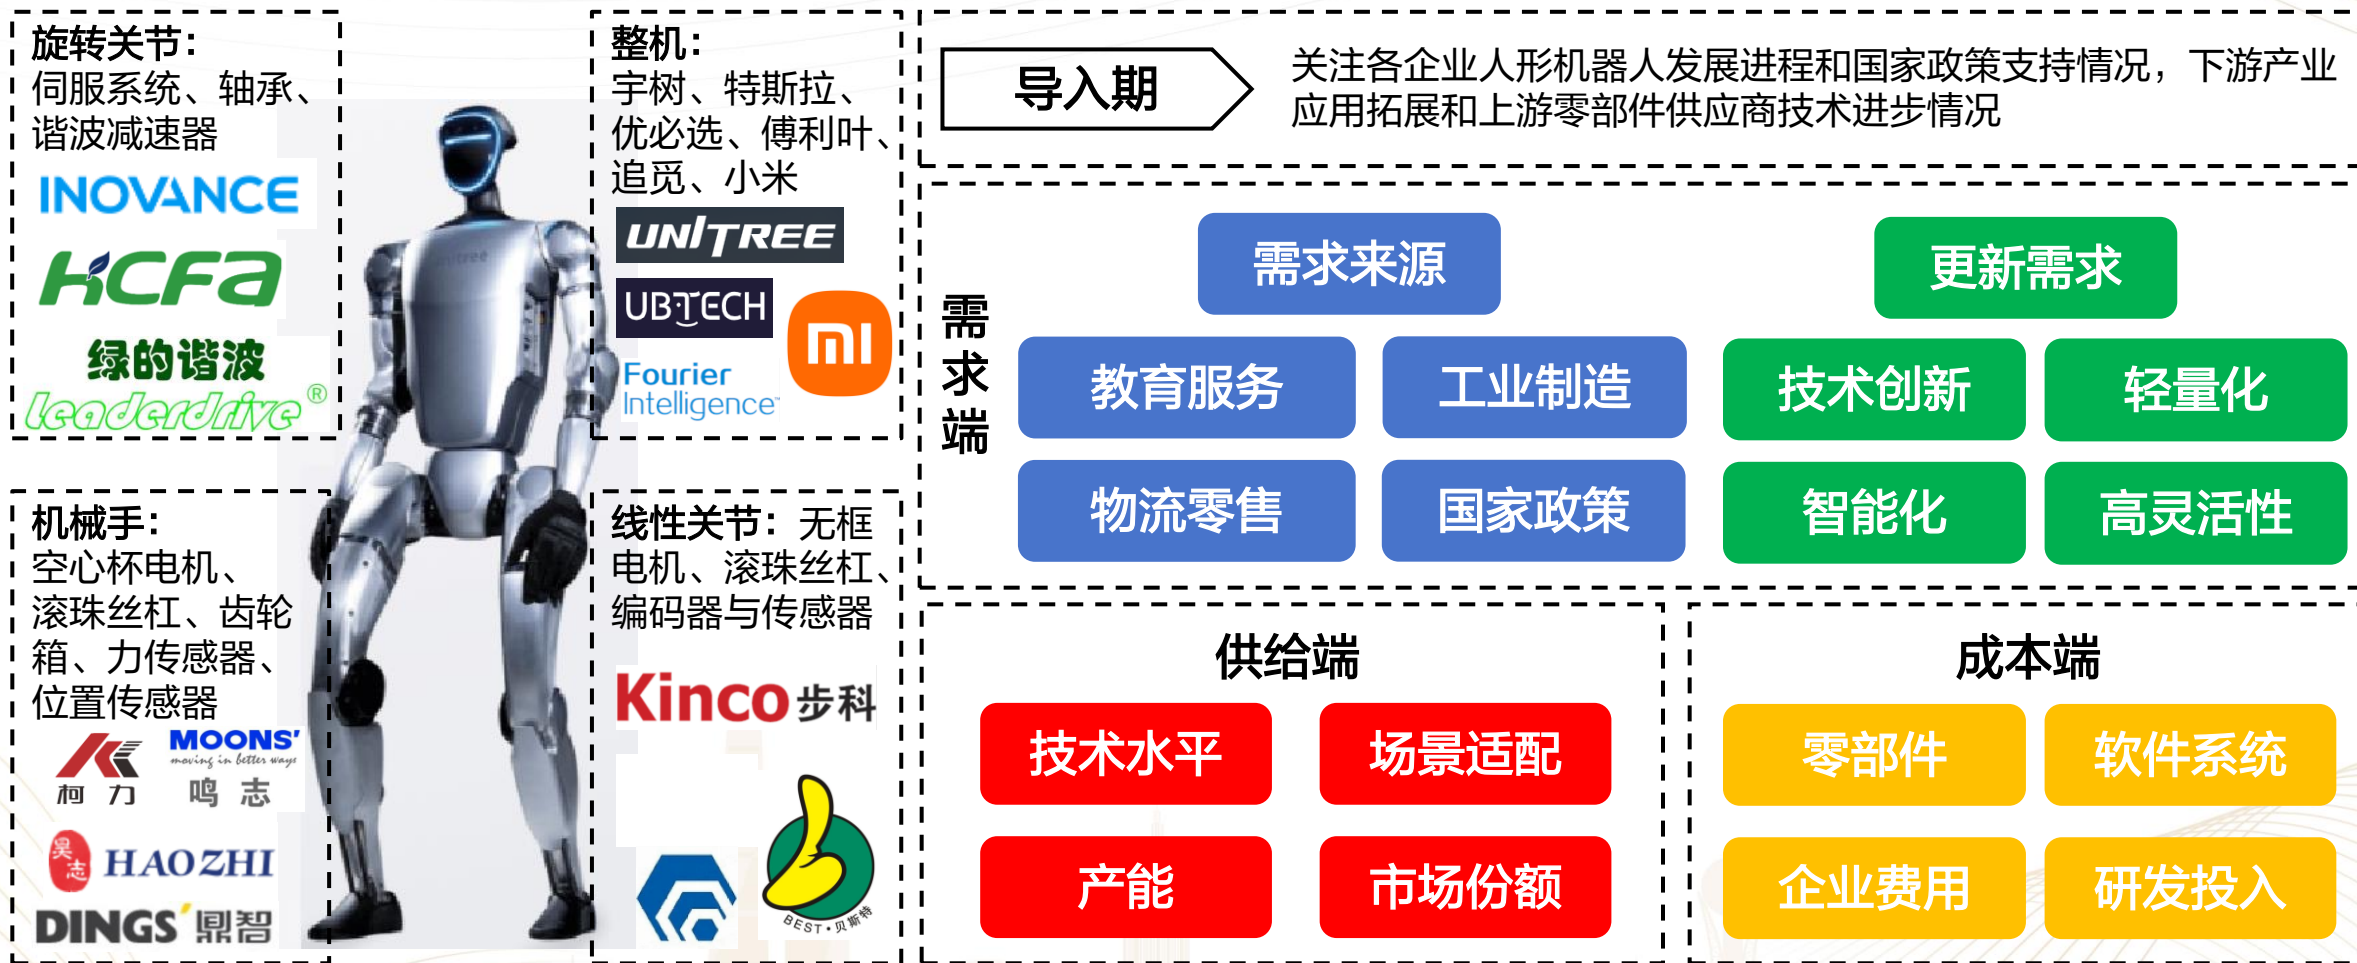 旋转关节：
伺服系统、轴承、
谐波减速器
INOVANCE
HCFA
绿的谐波
leaderdrive®
整机：
宇树、特斯拉、
优必选、傅利叶、
追觅、小米
UNITREE
UBTECH
mi
Fourier
Intelligence
unitree
机械手：
空心杯电机、
滚珠丝杠、齿轮
箱、力传感器、
位置传感器
柯力
MOONS'
moving in better ways
鸣志
昊志
HAOZHI
DINGS' 鼎智
线性关节：无框
电机、滚珠丝杠、
编码器与传感器
Kinco 步科
BEST·贝斯特
导入期
关注各企业人形机器人发展进程和国家政策支持情况，下游产业
应用拓展和上游零部件供应商技术进步情况
需求端
需求来源
教育服务
工业制造
物流零售
国家政策
更新需求
技术创新
轻量化
智能化
高灵活性
供给端
技术水平
场景适配
产能
市场份额
成本端
零部件
软件系统
企业费用
研发投入